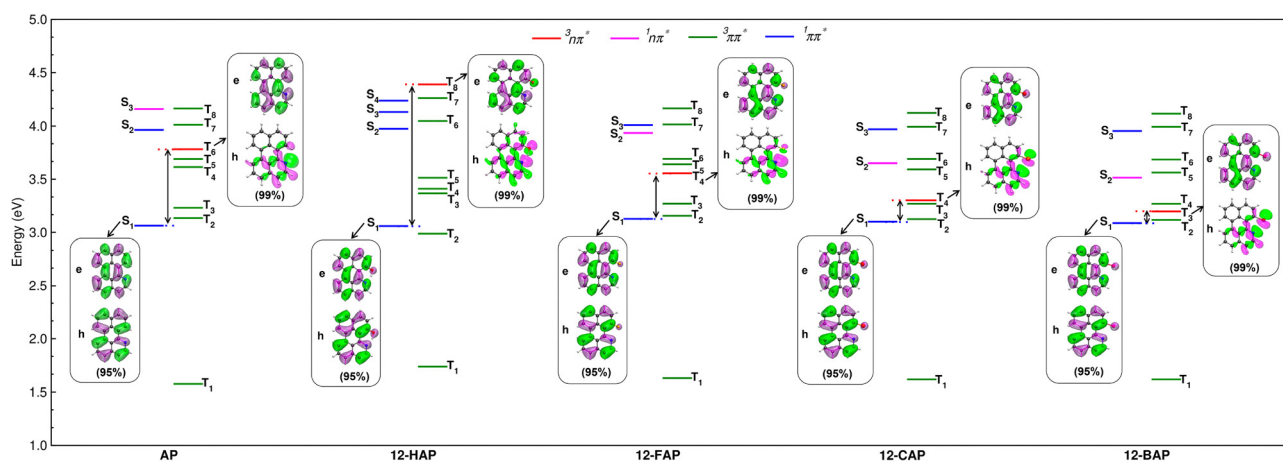 5.0
4.5
4.0
3.5
3.0
2.5
2.0
1.5
1.0
Energy (eV)
³nπ* ¹nπ* ³ππ* ¹ππ*
S₃
S₂
S₁
T₈
T₇
T₆
T₅
T₄
T₃
T₂
T₁
e
h
(99%)
e
h
(95%)
AP
S₄
S₃
S₂
S₁
T₈
T₇
T₆
T₅
T₄
T₃
T₂
T₁
e
h
(99%)
e
h
(95%)
12-HAP
S₃
S₂
S₁
T₈
T₇
T₆
T₅
T₄
T₃
T₂
T₁
e
h
(99%)
e
h
(95%)
12-FAP
S₃
S₂
S₁
T₈
T₇
T₆
T₅
T₃
T₂
T₁
e
h
(99%)
e
h
(95%)
12-CAP
S₃
S₂
S₁
T₈
T₇
T₆
T₅
T₄
T₃
T₂
T₁
e
h
(99%)
e
h
(95%)
12-BAP